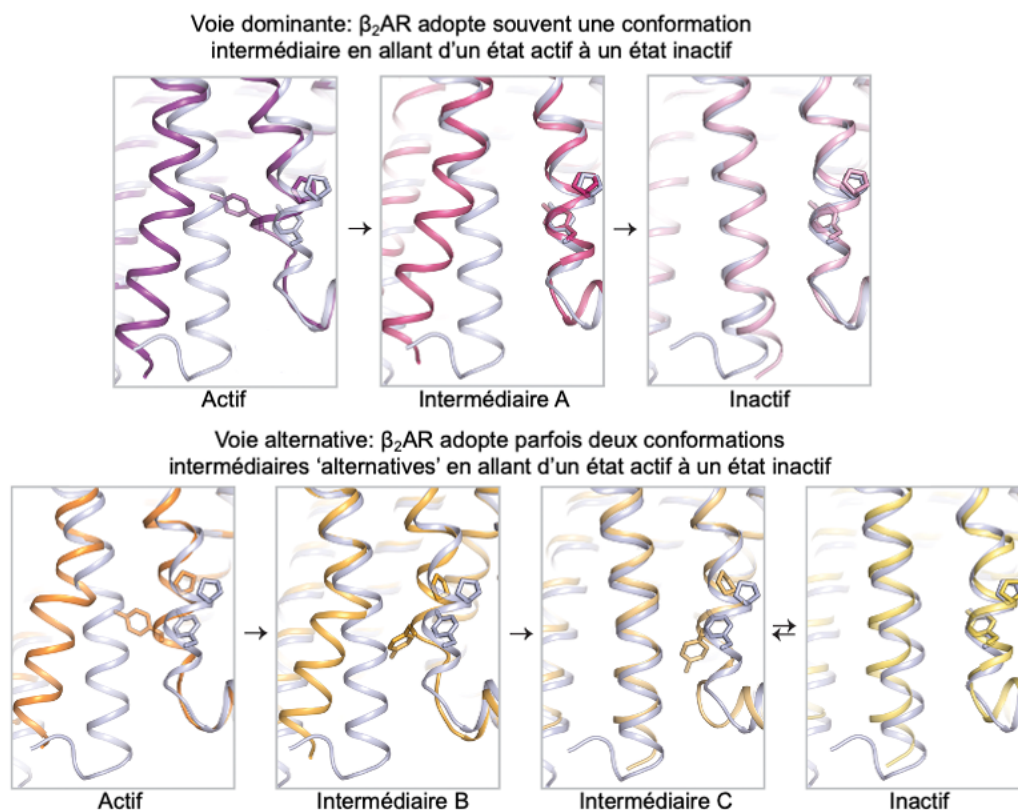 Voie dominante: β₂AR adopte souvent une conformation
intermédiaire en allant d’un état actif à un état inactif
Actif
Intermédiaire A
Inactif
Voie alternative: β₂AR adopte parfois deux conformations
intermédiaires ‘alternatives’ en allant d’un état actif à un état inactif
Actif
Intermédiaire B
Intermédiaire C
Inactif